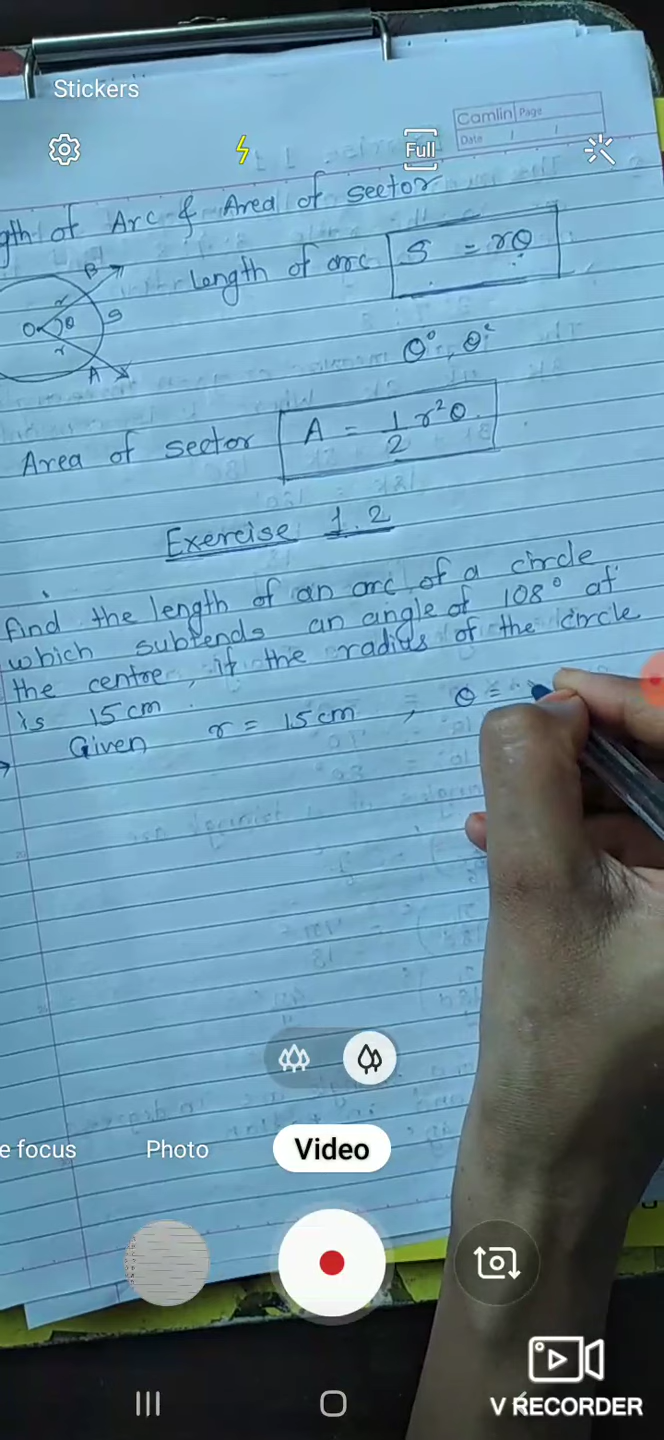 Stickers
Full
Camlin Page
Date / /
gth of Arc & Area of sector
Length of arc S = rθ
B
r
O θ S
r
A
θ°, θᶜ
Area of sector A = 1/2 r²θ
Exercise 1.2
find the length of an arc of a circle
which subtends an angle of 108° at
the centre, if the radius of the circle
is 15 cm.
→ Given r = 15 cm , θ =
e focus Photo Video
V RECORDER